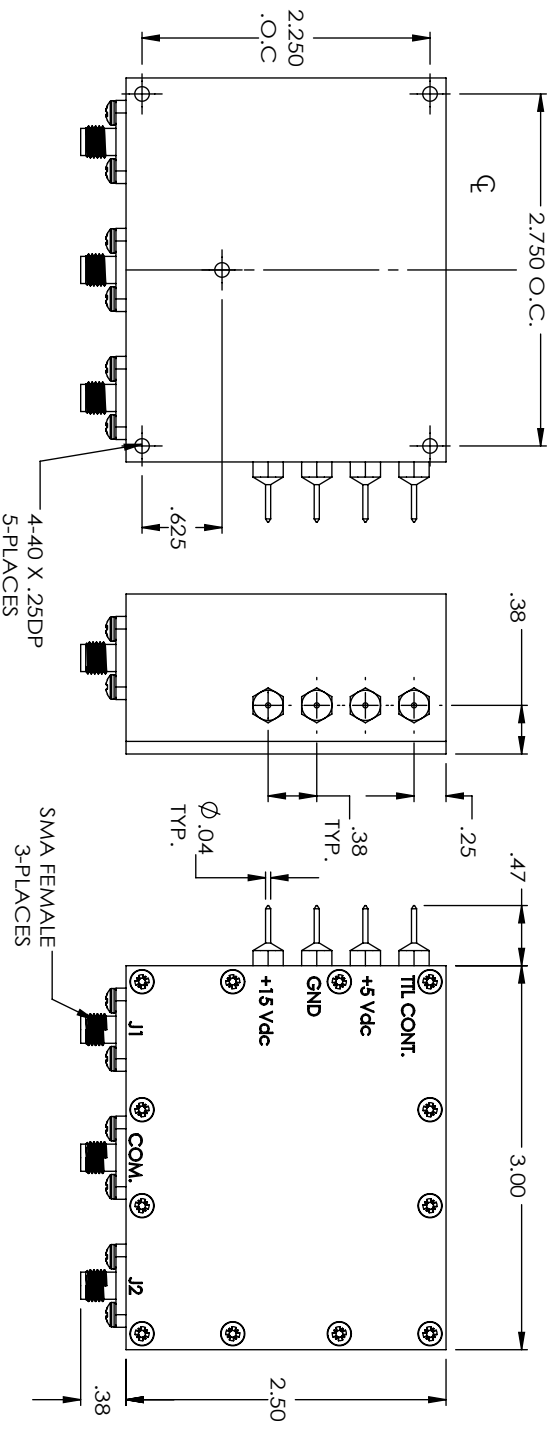 2.750 O.C.
℄
2.250
.O.C
.625
4-40 X .25DP
5-PLACES
.38
.25
.38
TYP.
Ø .04
TYP.
SMA FEMALE
3-PLACES
.47
3.00
TTL CONT.
+5 Vdc
GND
+15 Vdc
J1
COM.
J2
2.50
.38